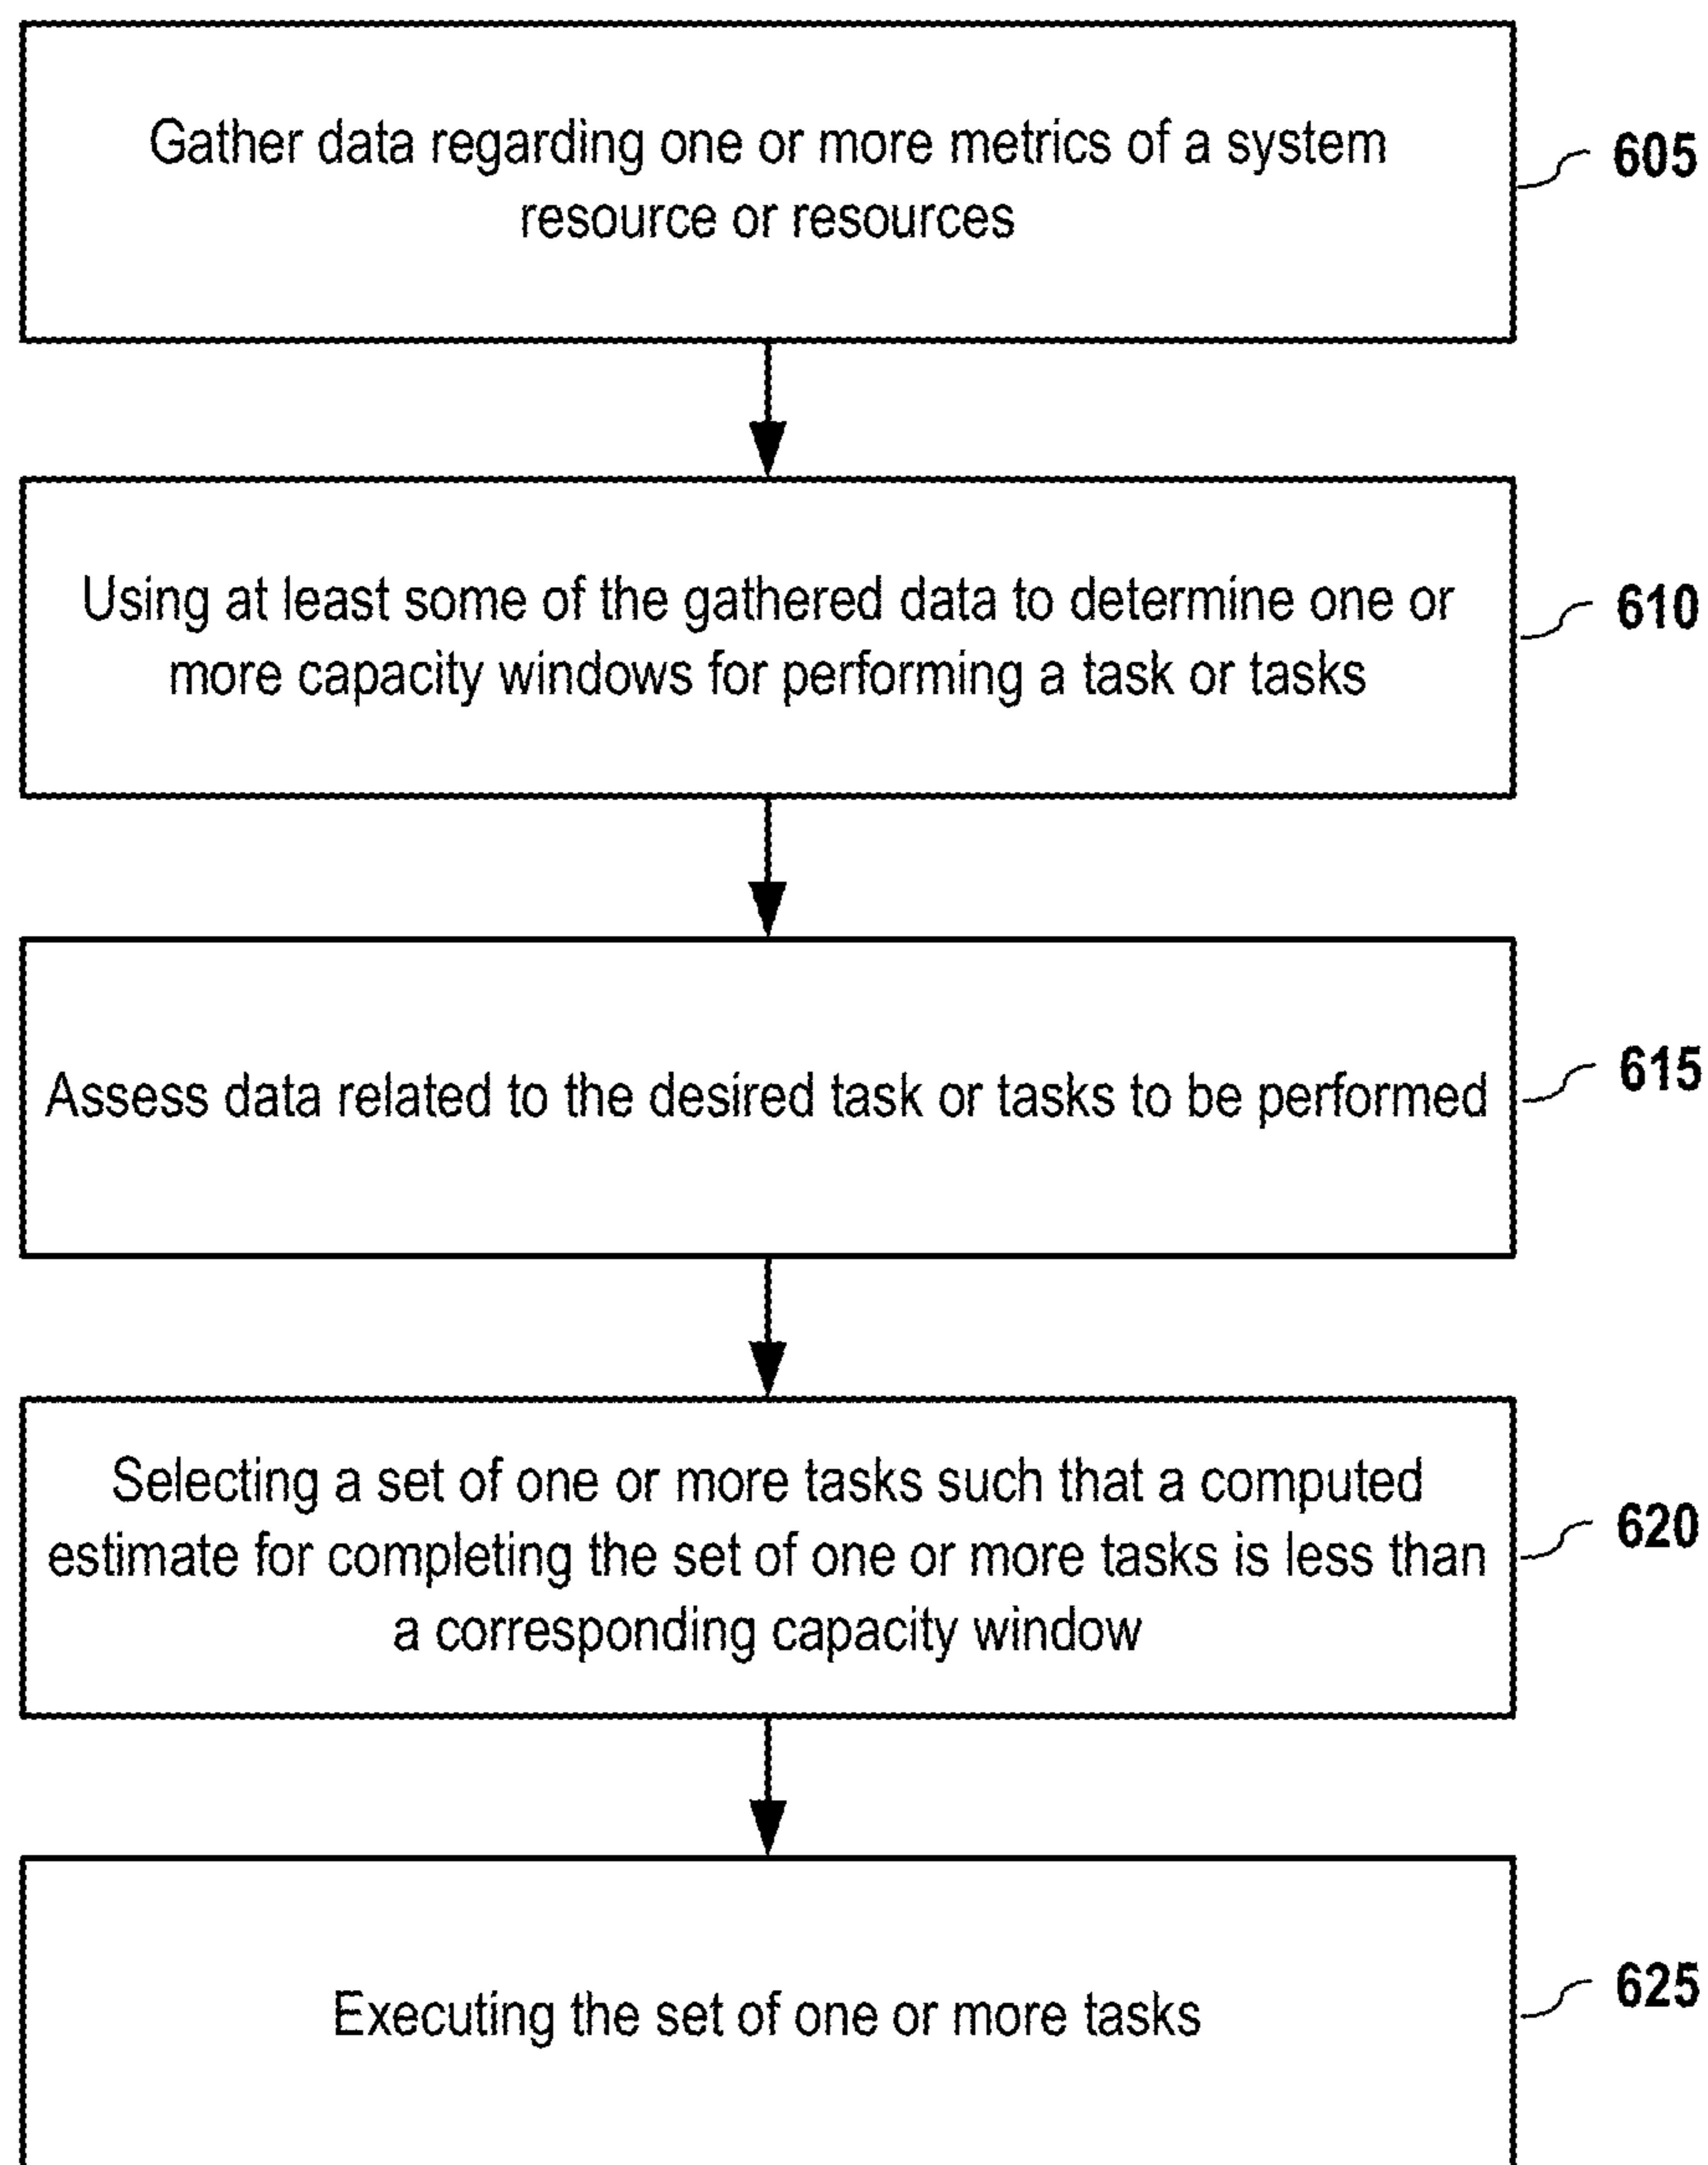 Gather data regarding one or more metrics of a system
resource or resources
605
Using at least some of the gathered data to determine one or
more capacity windows for performing a task or tasks
610
Assess data related to the desired task or tasks to be performed
615
Selecting a set of one or more tasks such that a computed
estimate for completing the set of one or more tasks is less than
a corresponding capacity window
620
Executing the set of one or more tasks
625